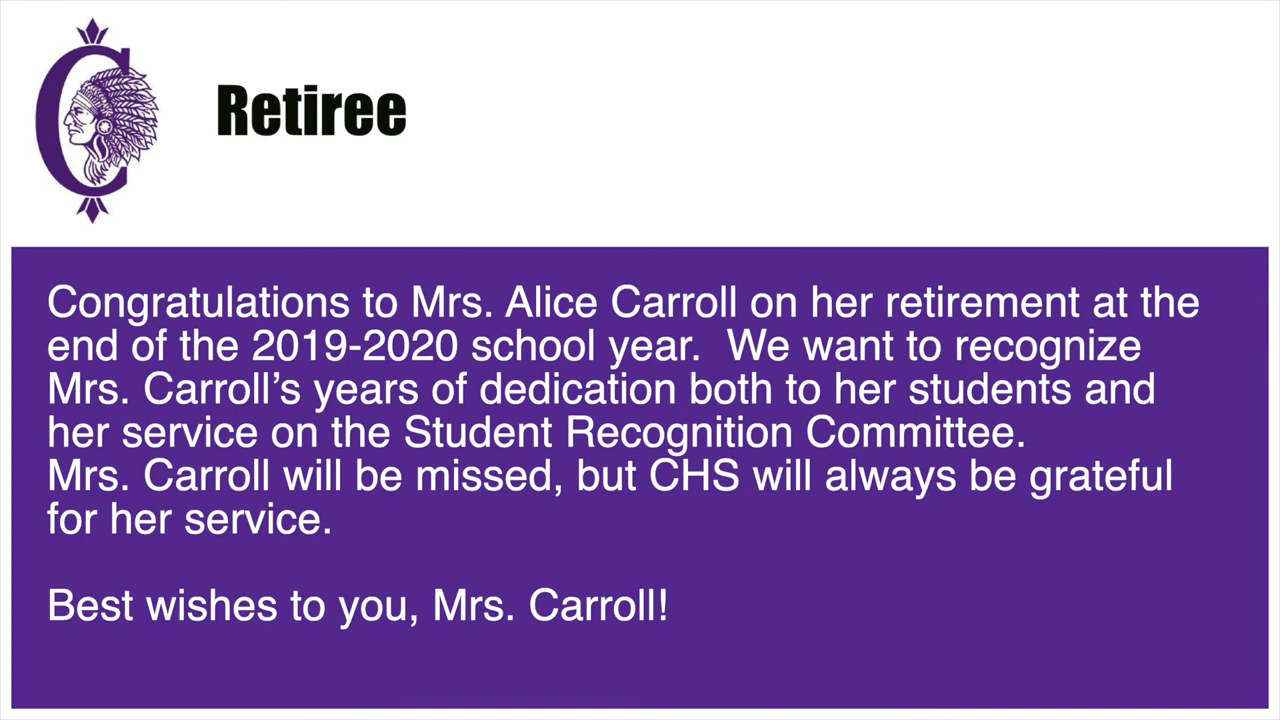 C
Retiree
Congratulations to Mrs. Alice Carroll on her retirement at the
end of the 2019-2020 school year.  We want to recognize
Mrs. Carroll’s years of dedication both to her students and
her service on the Student Recognition Committee.
Mrs. Carroll will be missed, but CHS will always be grateful
for her service.
Best wishes to you, Mrs. Carroll!